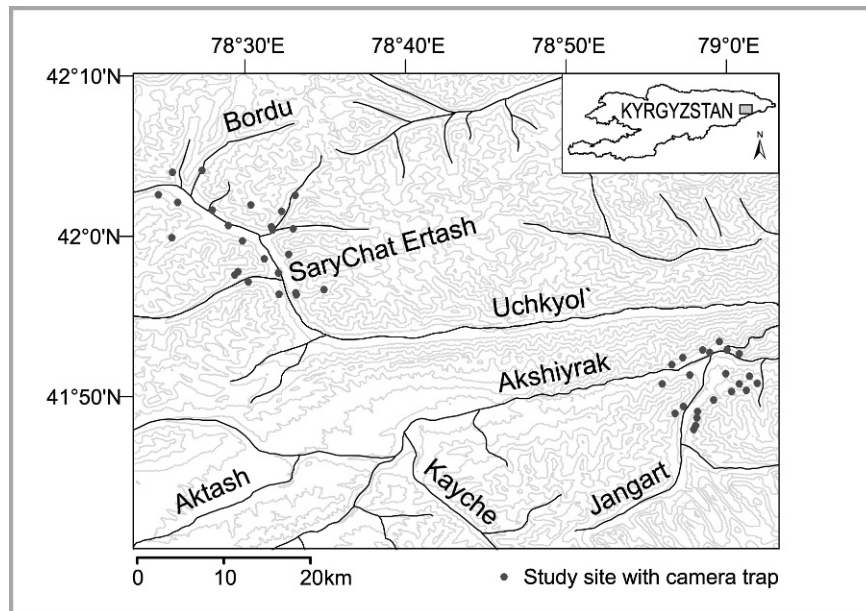 78°30'E 78°40'E 78°50'E 79°0'E
42°10'N
42°0'N
41°50'N
KYRGYZSTAN
N
Bordu
SaryChat Ertash
Uchkyol`
Akshiyrak
Aktash
Kayche
Jangart
0 10 20km
Study site with camera trap